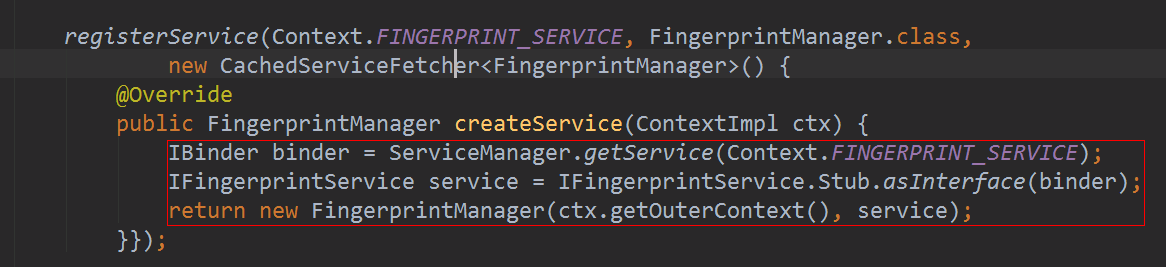 registerService(Context.FINGERPRINT_SERVICE, FingerprintManager.class,
new CachedServiceFetcher<FingerprintManager>() {
@Override
public FingerprintManager createService(ContextImpl ctx) {
IBinder binder = ServiceManager.getService(Context.FINGERPRINT_SERVICE);
IFingerprintService service = IFingerprintService.Stub.asInterface(binder);
return new FingerprintManager(ctx.getOuterContext(), service);
}});